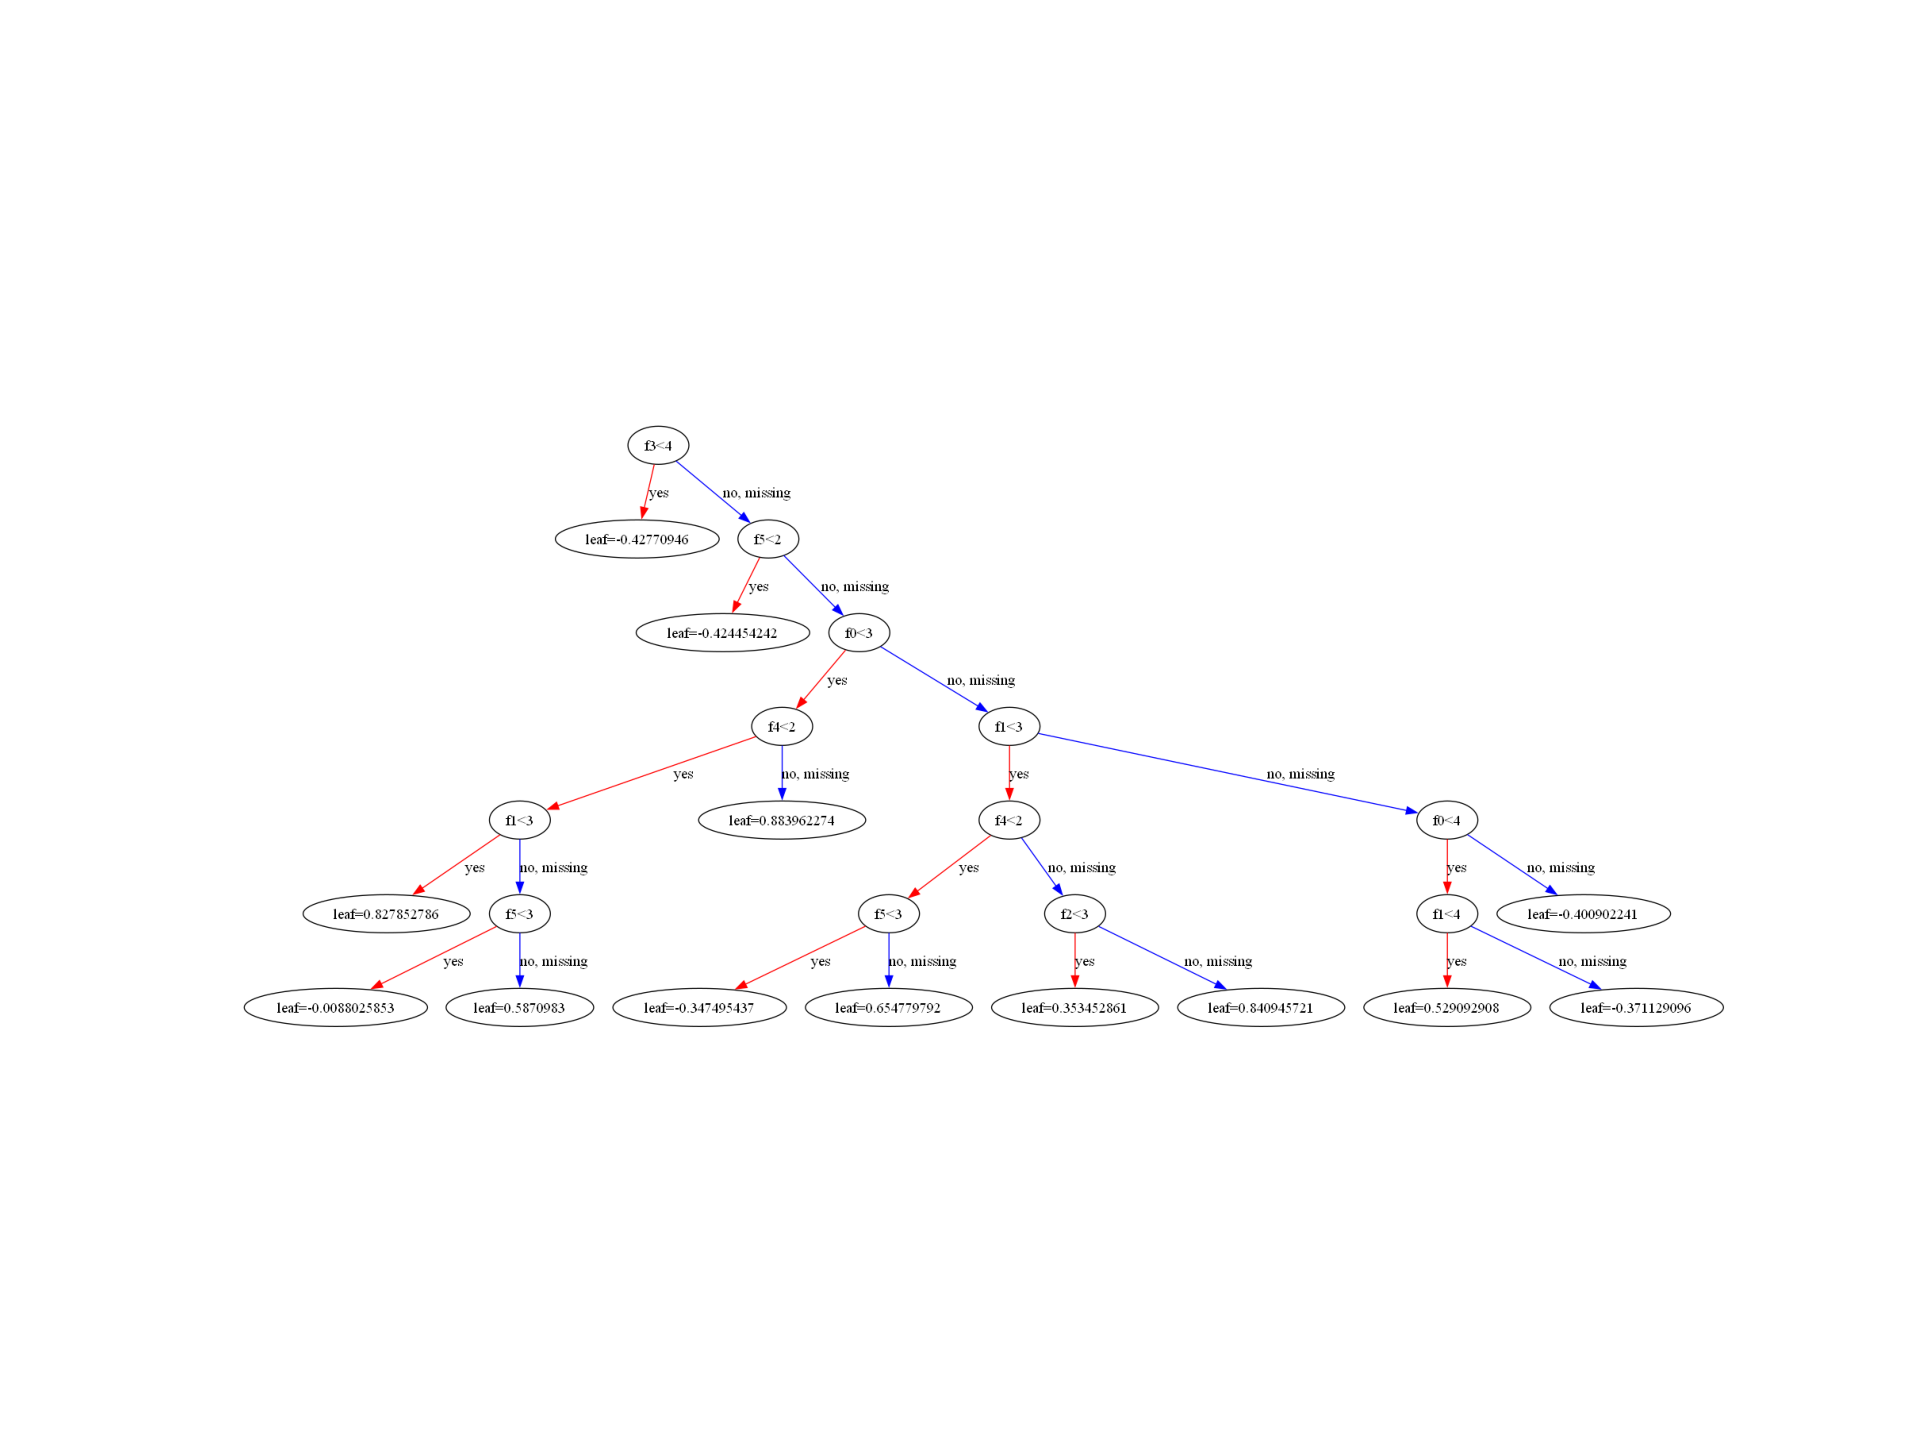 f3<4
yes
no, missing
leaf=-0.42770946
f5<2
yes
no, missing
leaf=-0.424454242
f0<3
yes
no, missing
f4<2
f1<3
yes
no, missing
yes
no, missing
f1<3
leaf=0.883962274
f4<2
f0<4
yes
no, missing
yes
no, missing
yes
no, missing
leaf=0.827852786
f5<3
f5<3
f2<3
f1<4
leaf=-0.400902241
yes
no, missing
yes
no, missing
yes
no, missing
yes
no, missing
leaf=-0.0088025853
leaf=0.5870983
leaf=-0.347495437
leaf=0.654779792
leaf=0.353452861
leaf=0.840945721
leaf=0.529092908
leaf=-0.371129096